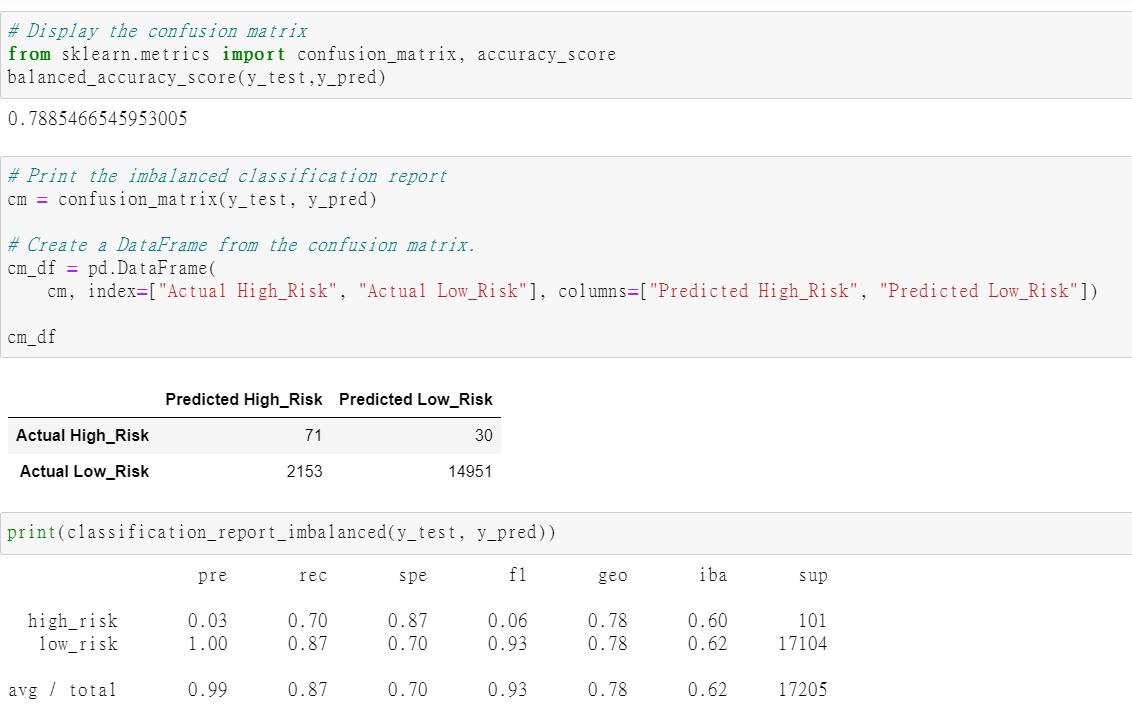 # Display the confusion matrix
from sklearn.metrics import confusion_matrix, accuracy_score
balanced_accuracy_score(y_test,y_pred)
0.7885466545953005
# Print the imbalanced classification report
cm = confusion_matrix(y_test, y_pred)
# Create a DataFrame from the confusion matrix.
cm_df = pd.DataFrame(
    cm, index=["Actual High_Risk", "Actual Low_Risk"], columns=["Predicted High_Risk", "Predicted Low_Risk"])
cm_df
Predicted High_Risk Predicted Low_Risk
Actual High_Risk 71 30
Actual Low_Risk 2153 14951
print(classification_report_imbalanced(y_test, y_pred))
pre rec spe f1 geo iba sup
high_risk 0.03 0.70 0.87 0.06 0.78 0.60 101
low_risk 1.00 0.87 0.70 0.93 0.78 0.62 17104
avg / total 0.99 0.87 0.70 0.93 0.78 0.62 17205